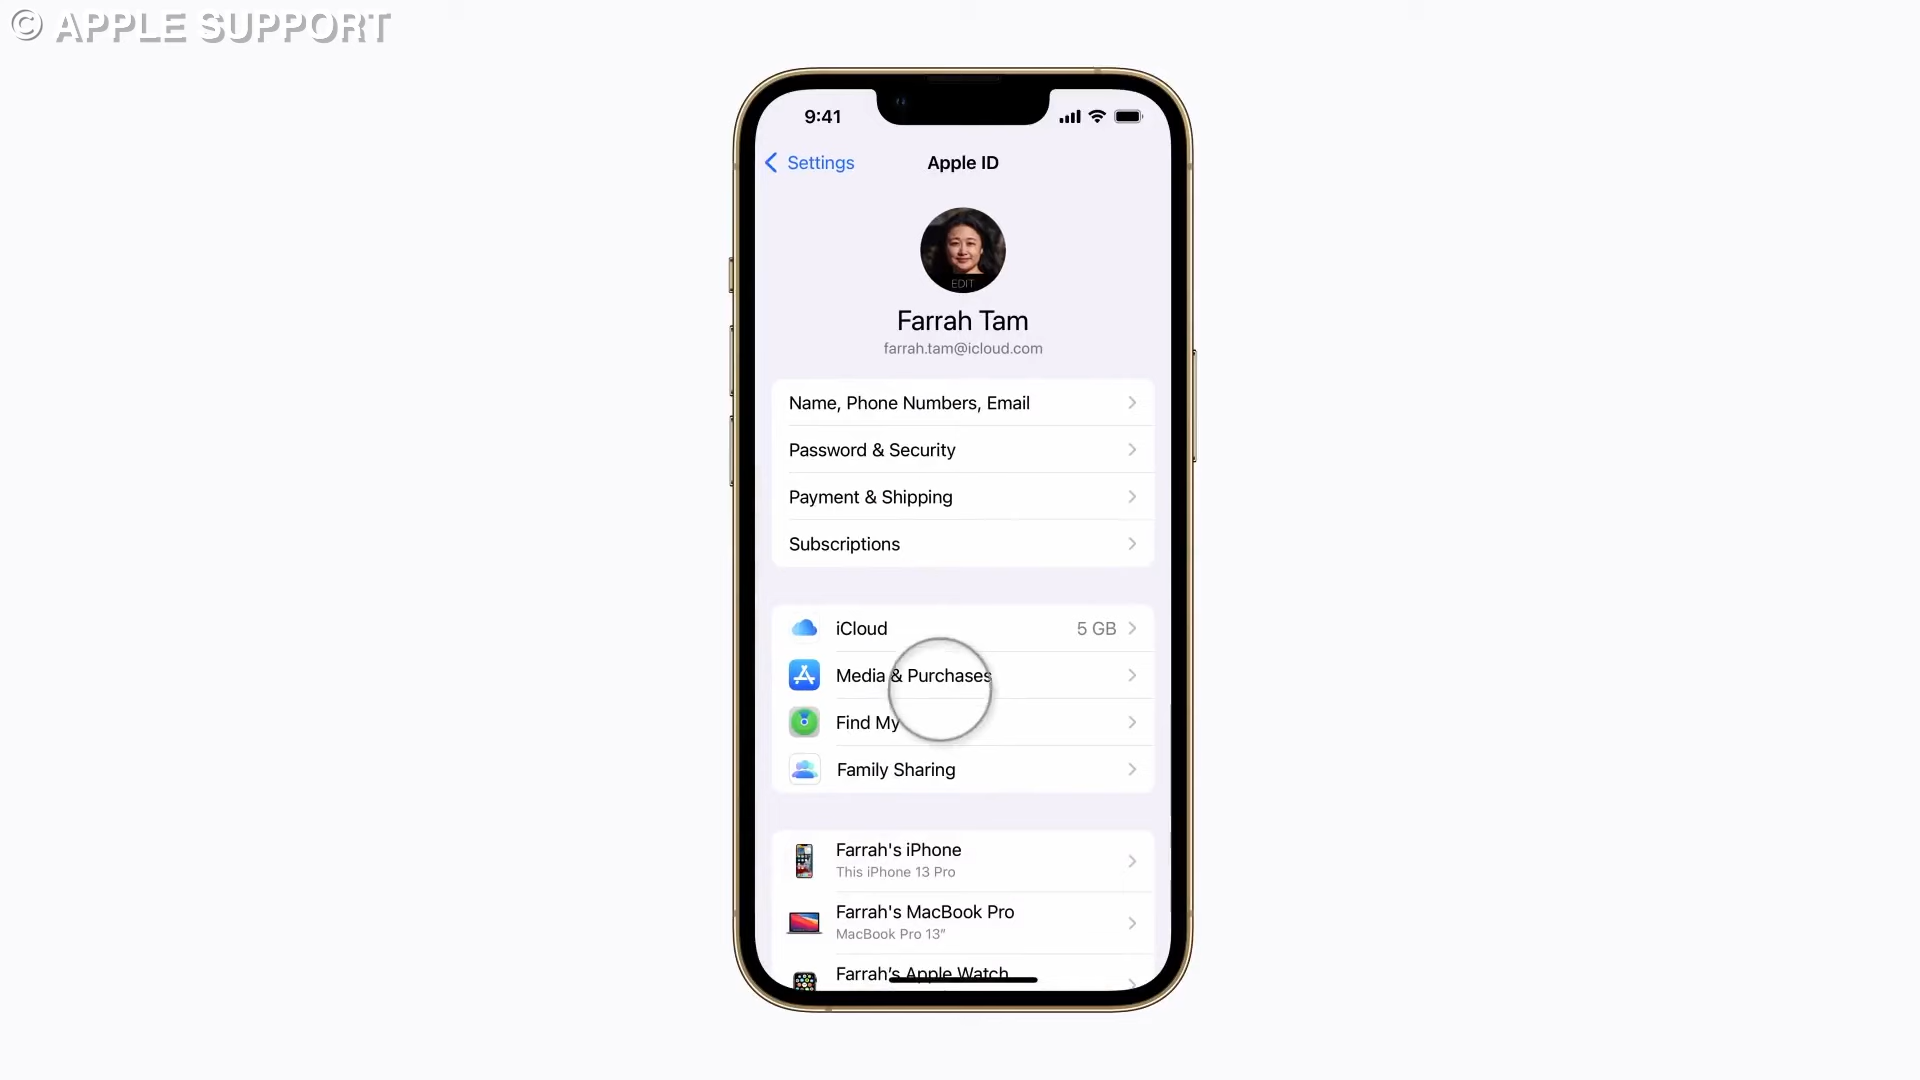 © APPLE SUPPORT
9:41
Settings
Apple ID
EDIT
Farrah Tam
farrah.tam@icloud.com
Name, Phone Numbers, Email
Password & Security
Payment & Shipping
Subscriptions
iCloud 5 GB
Media & Purchases
Find My
Family Sharing
Farrah's iPhone
This iPhone 13 Pro
Farrah's MacBook Pro
MacBook Pro 13”
Farrah’s Apple Watch